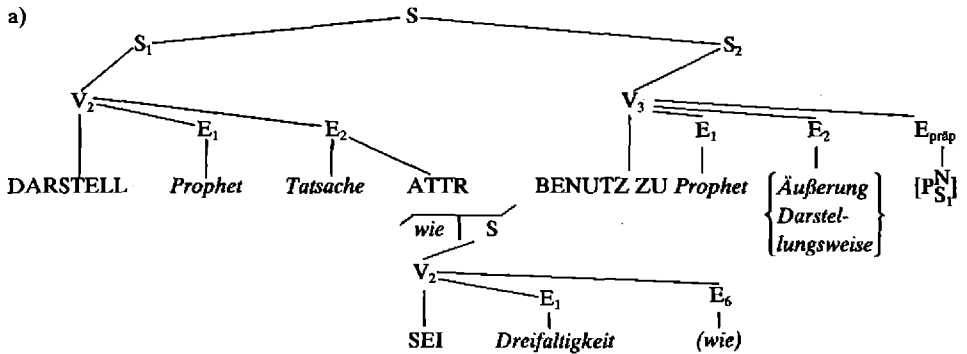 a)
S
S₁ S₂
V₂ V₃
E₁ E₂ E₁ E₂ Epräp
DARSTELL Prophet Tatsache ATTR BENUTZ ZU Prophet {Äußerung [P N S₁]
Darstel-
lungsweise}
wie S
V₂
E₁ E₆
SEI Dreifaltigkeit (wie)